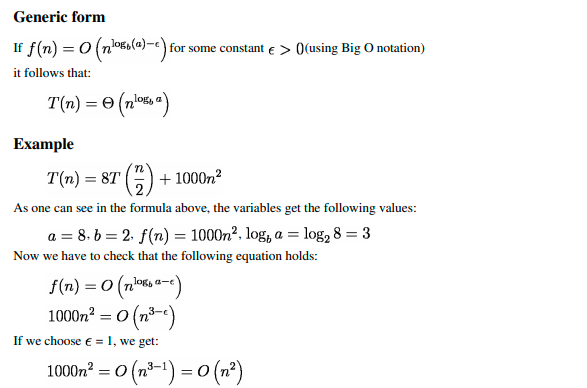 Generic form
If f(n) = O(n^{log_b(a)−ϵ}) for some constant ϵ > 0(using Big O notation)
it follows that:
T(n) = Θ(n^{log_b a})
Example
T(n) = 8T(n/2) + 1000n²
As one can see in the formula above, the variables get the following values:
a = 8, b = 2, f(n) = 1000n², log_b a = log_2 8 = 3
Now we have to check that the following equation holds:
f(n) = O(n^{log_b a−ϵ})
1000n² = O(n^{3−ϵ})
If we choose ϵ = 1, we get:
1000n² = O(n^{3−1}) = O(n²)